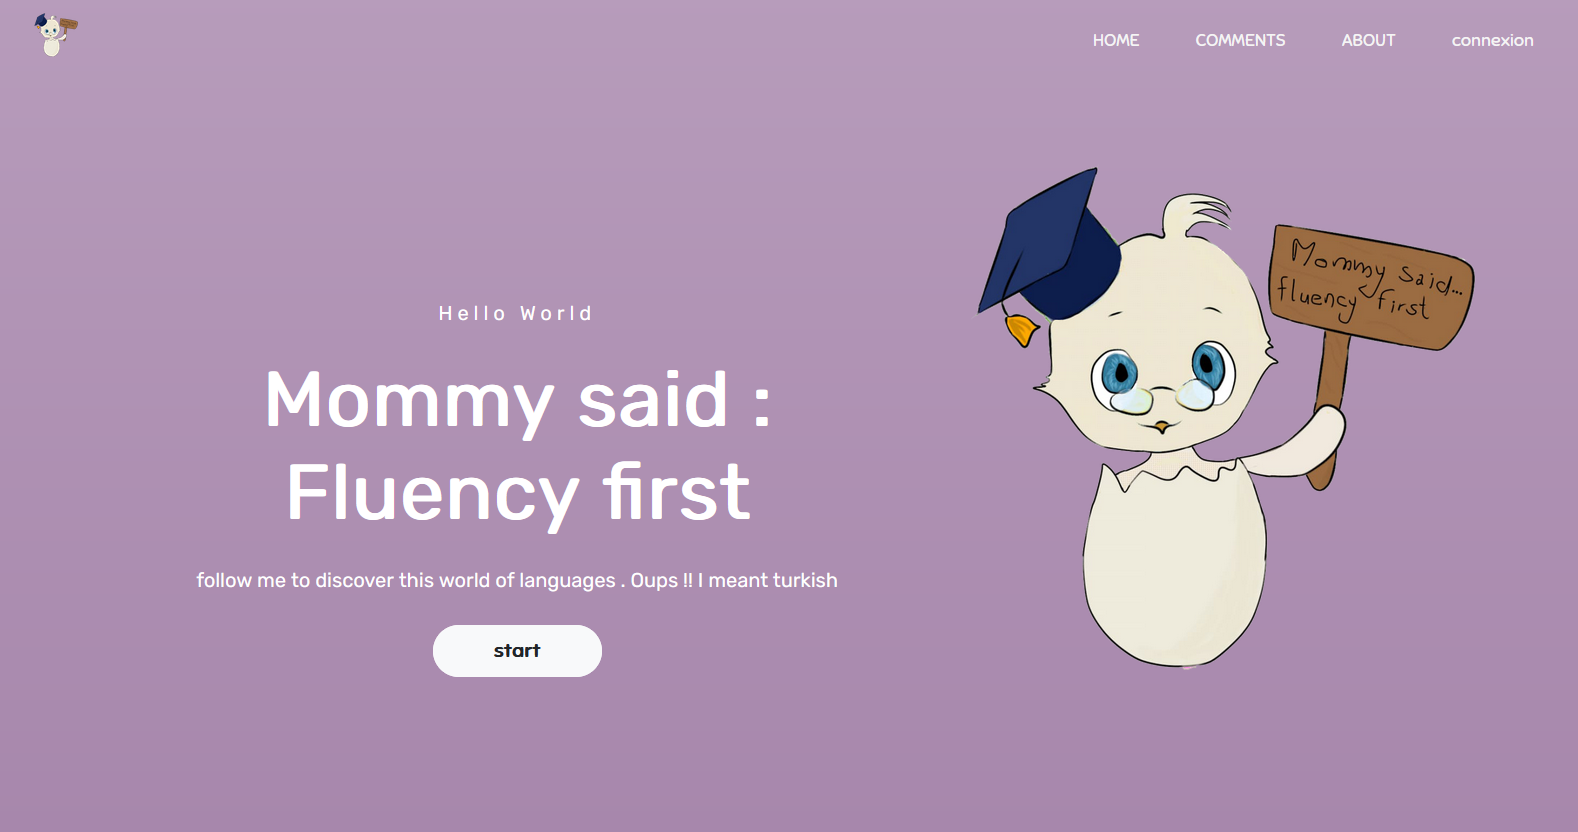 HOME COMMENTS ABOUT connexion
Hello World
Mommy said :
Fluency first
follow me to discover this world of languages . Oups !! I meant turkish
start
Mommy said...
fluency first